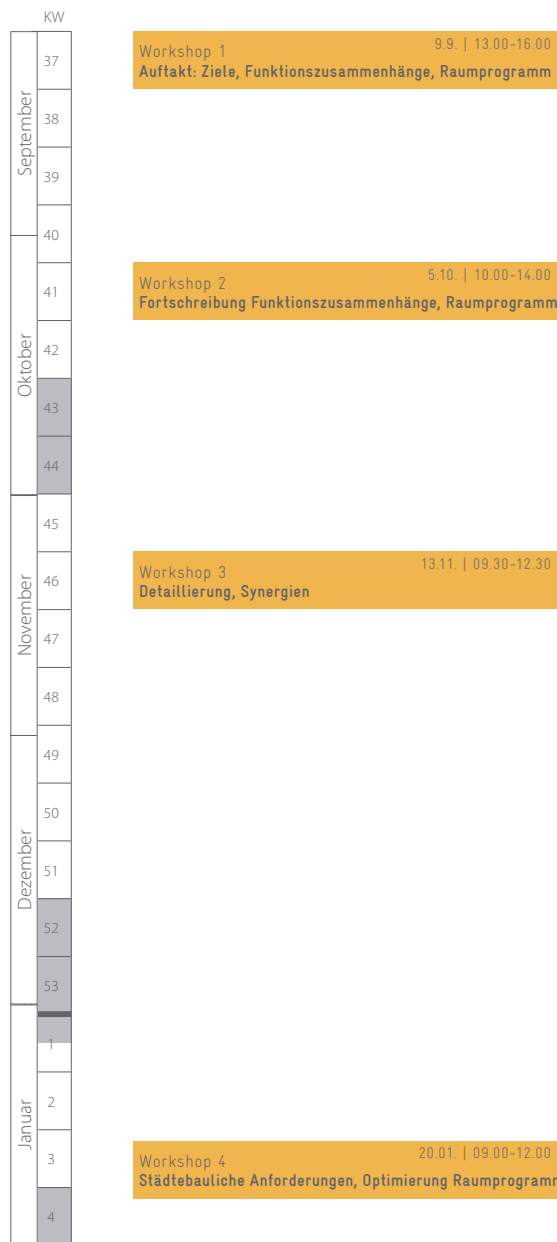 KW
September
37
Workshop 1
9.9. | 13.00-16.00
Auftakt: Ziele, Funktionszusammenhänge, Raumprogramm
38
39
40
Oktober
41
Workshop 2
5.10. | 10.00-14.00
Fortschreibung Funktionszusammenhänge, Raumprogramm
42
43
44
November
45
46
Workshop 3
13.11. | 09.30-12.30
Detaillierung, Synergien
47
48
Dezember
49
50
51
52
53
Januar
1
2
3
Workshop 4
20.01. | 09.00-12.00
Städtebauliche Anforderungen, Optimierung Raumprogramm
4